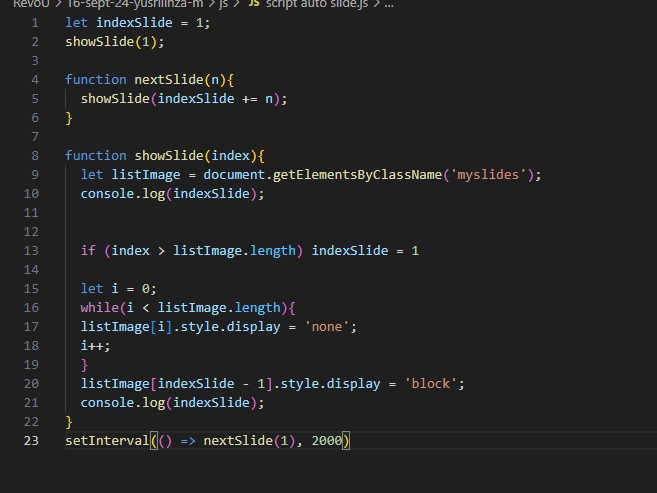 RevoU > 16-sept-24-yusrilihza-m > js > JS script auto slide.js > ...
1 let indexSlide = 1;
2 showSlide(1);
3
4 function nextSlide(n){
5 showSlide(indexSlide += n);
6 }
7
8 function showSlide(index){
9 let listImage = document.getElementsByClassName('myslides');
10 console.log(indexSlide);
11
12
13 if (index > listImage.length) indexSlide = 1
14
15 let i = 0;
16 while(i < listImage.length){
17 listImage[i].style.display = 'none';
18 i++;
19 }
20 listImage[indexSlide - 1].style.display = 'block';
21 console.log(indexSlide);
22 }
23 setInterval(() => nextSlide(1), 2000)